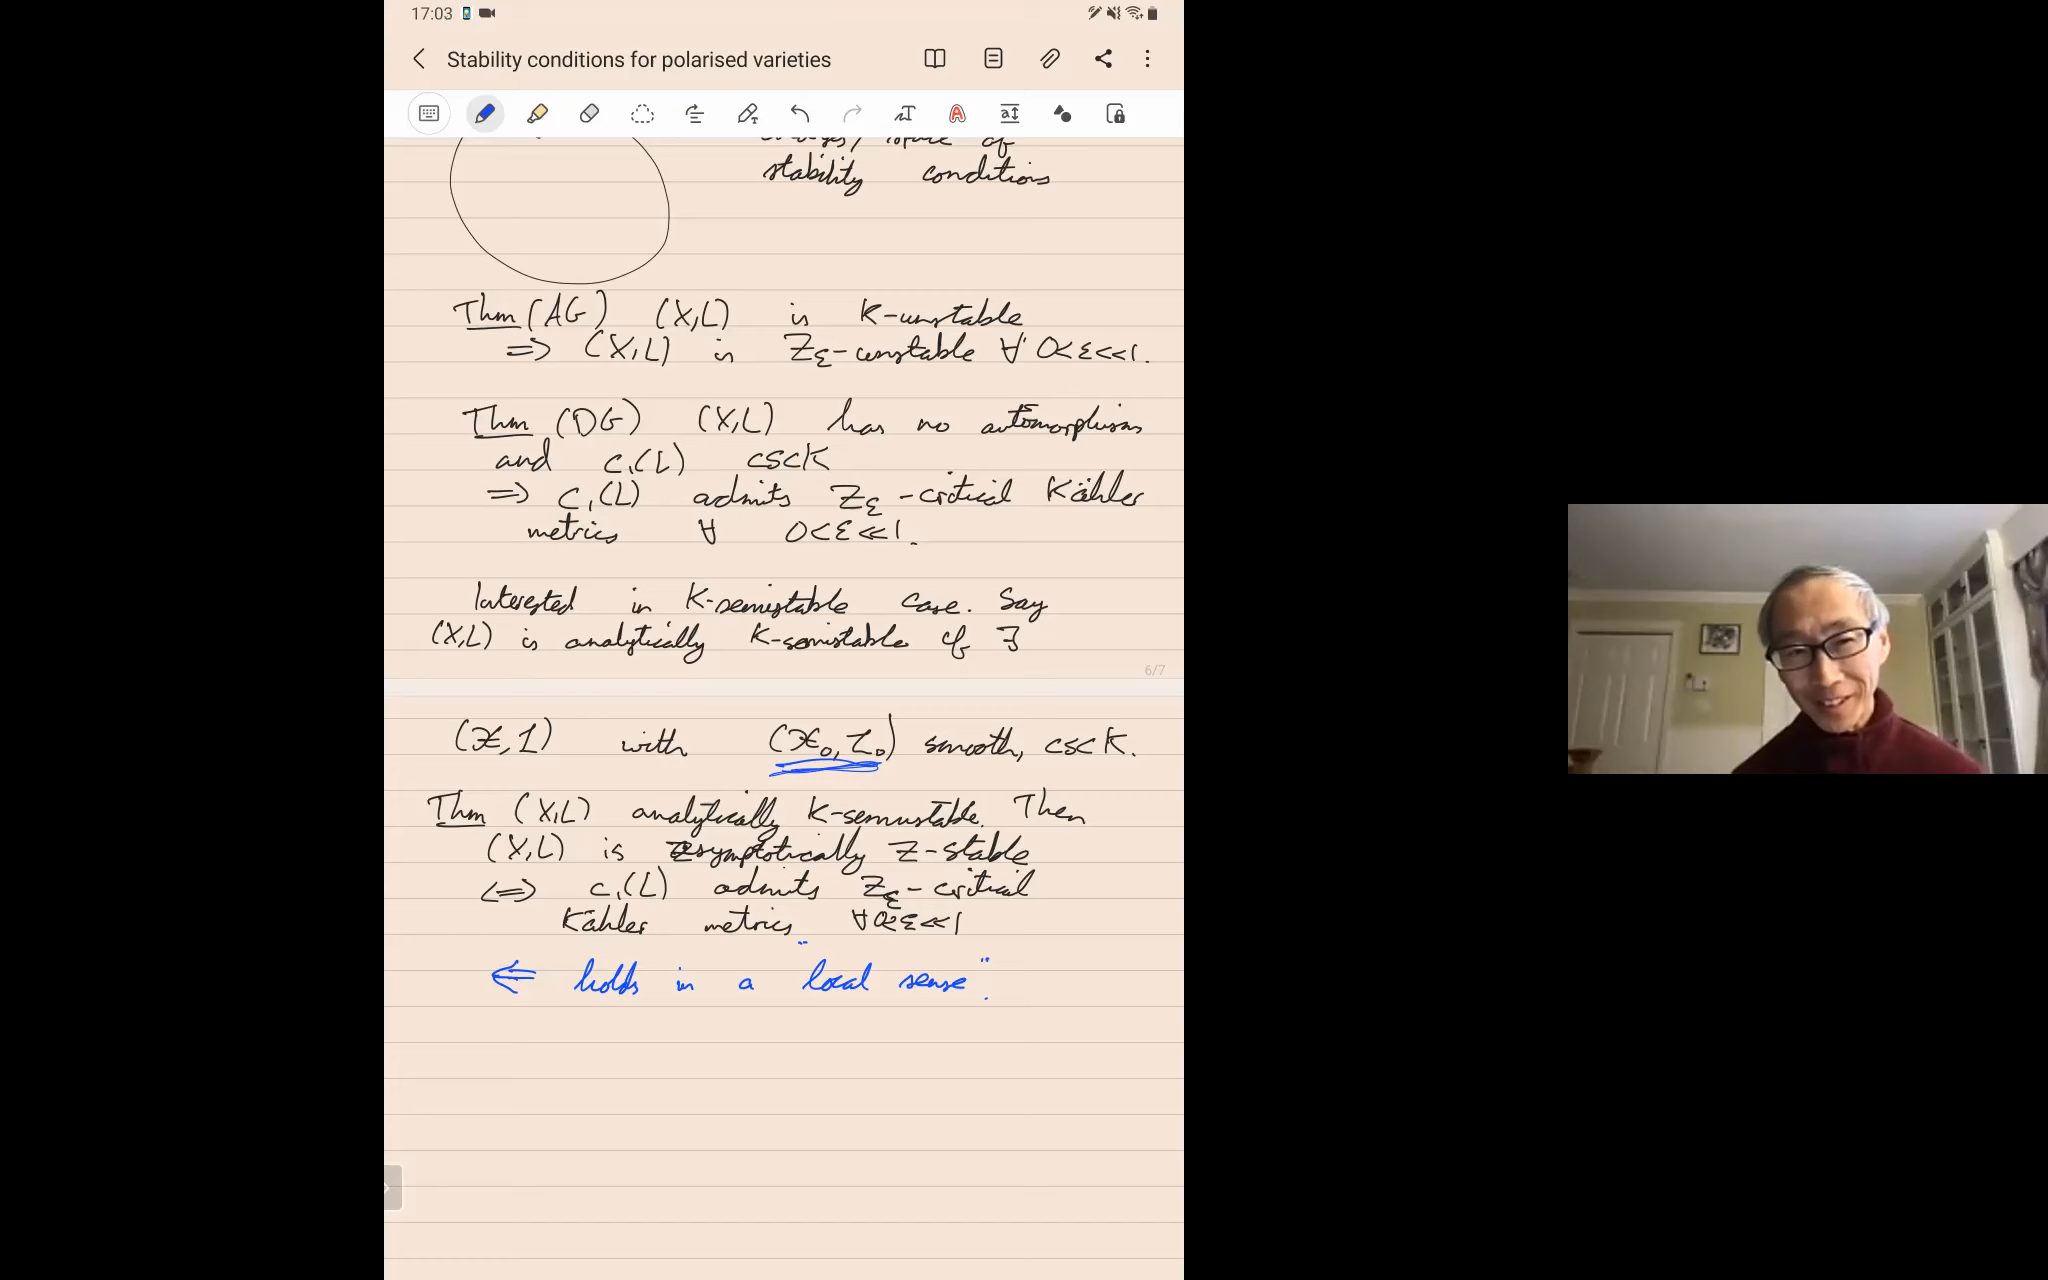 17:03
Stability conditions for polarised varieties
of
stability conditions
Thm (AG) (X,L) is K-unstable
=> (X,L) is Z_ε-unstable ∀ 0<ε<<1.
Thm (DG) (X,L) has no automorphisms
and c₁(L) cscK
=> c₁(L) admits Z_ε-critical Kähler
metrics ∀ 0<ε<<1.
Interested in K-semistable case. Say
(X,L) is analytically K-semistable if ∃
6/7
(𝒳,ℒ) with (𝒳₀,ℒ₀) smooth, cscK.
Thm (X,L) analytically K-semistable. Then
(X,L) is asymptotically Z-stable
<=> c₁(L) admits Z_ε-critical
Kähler metrics ∀ 0<ε<<1
<= holds in a "local sense".